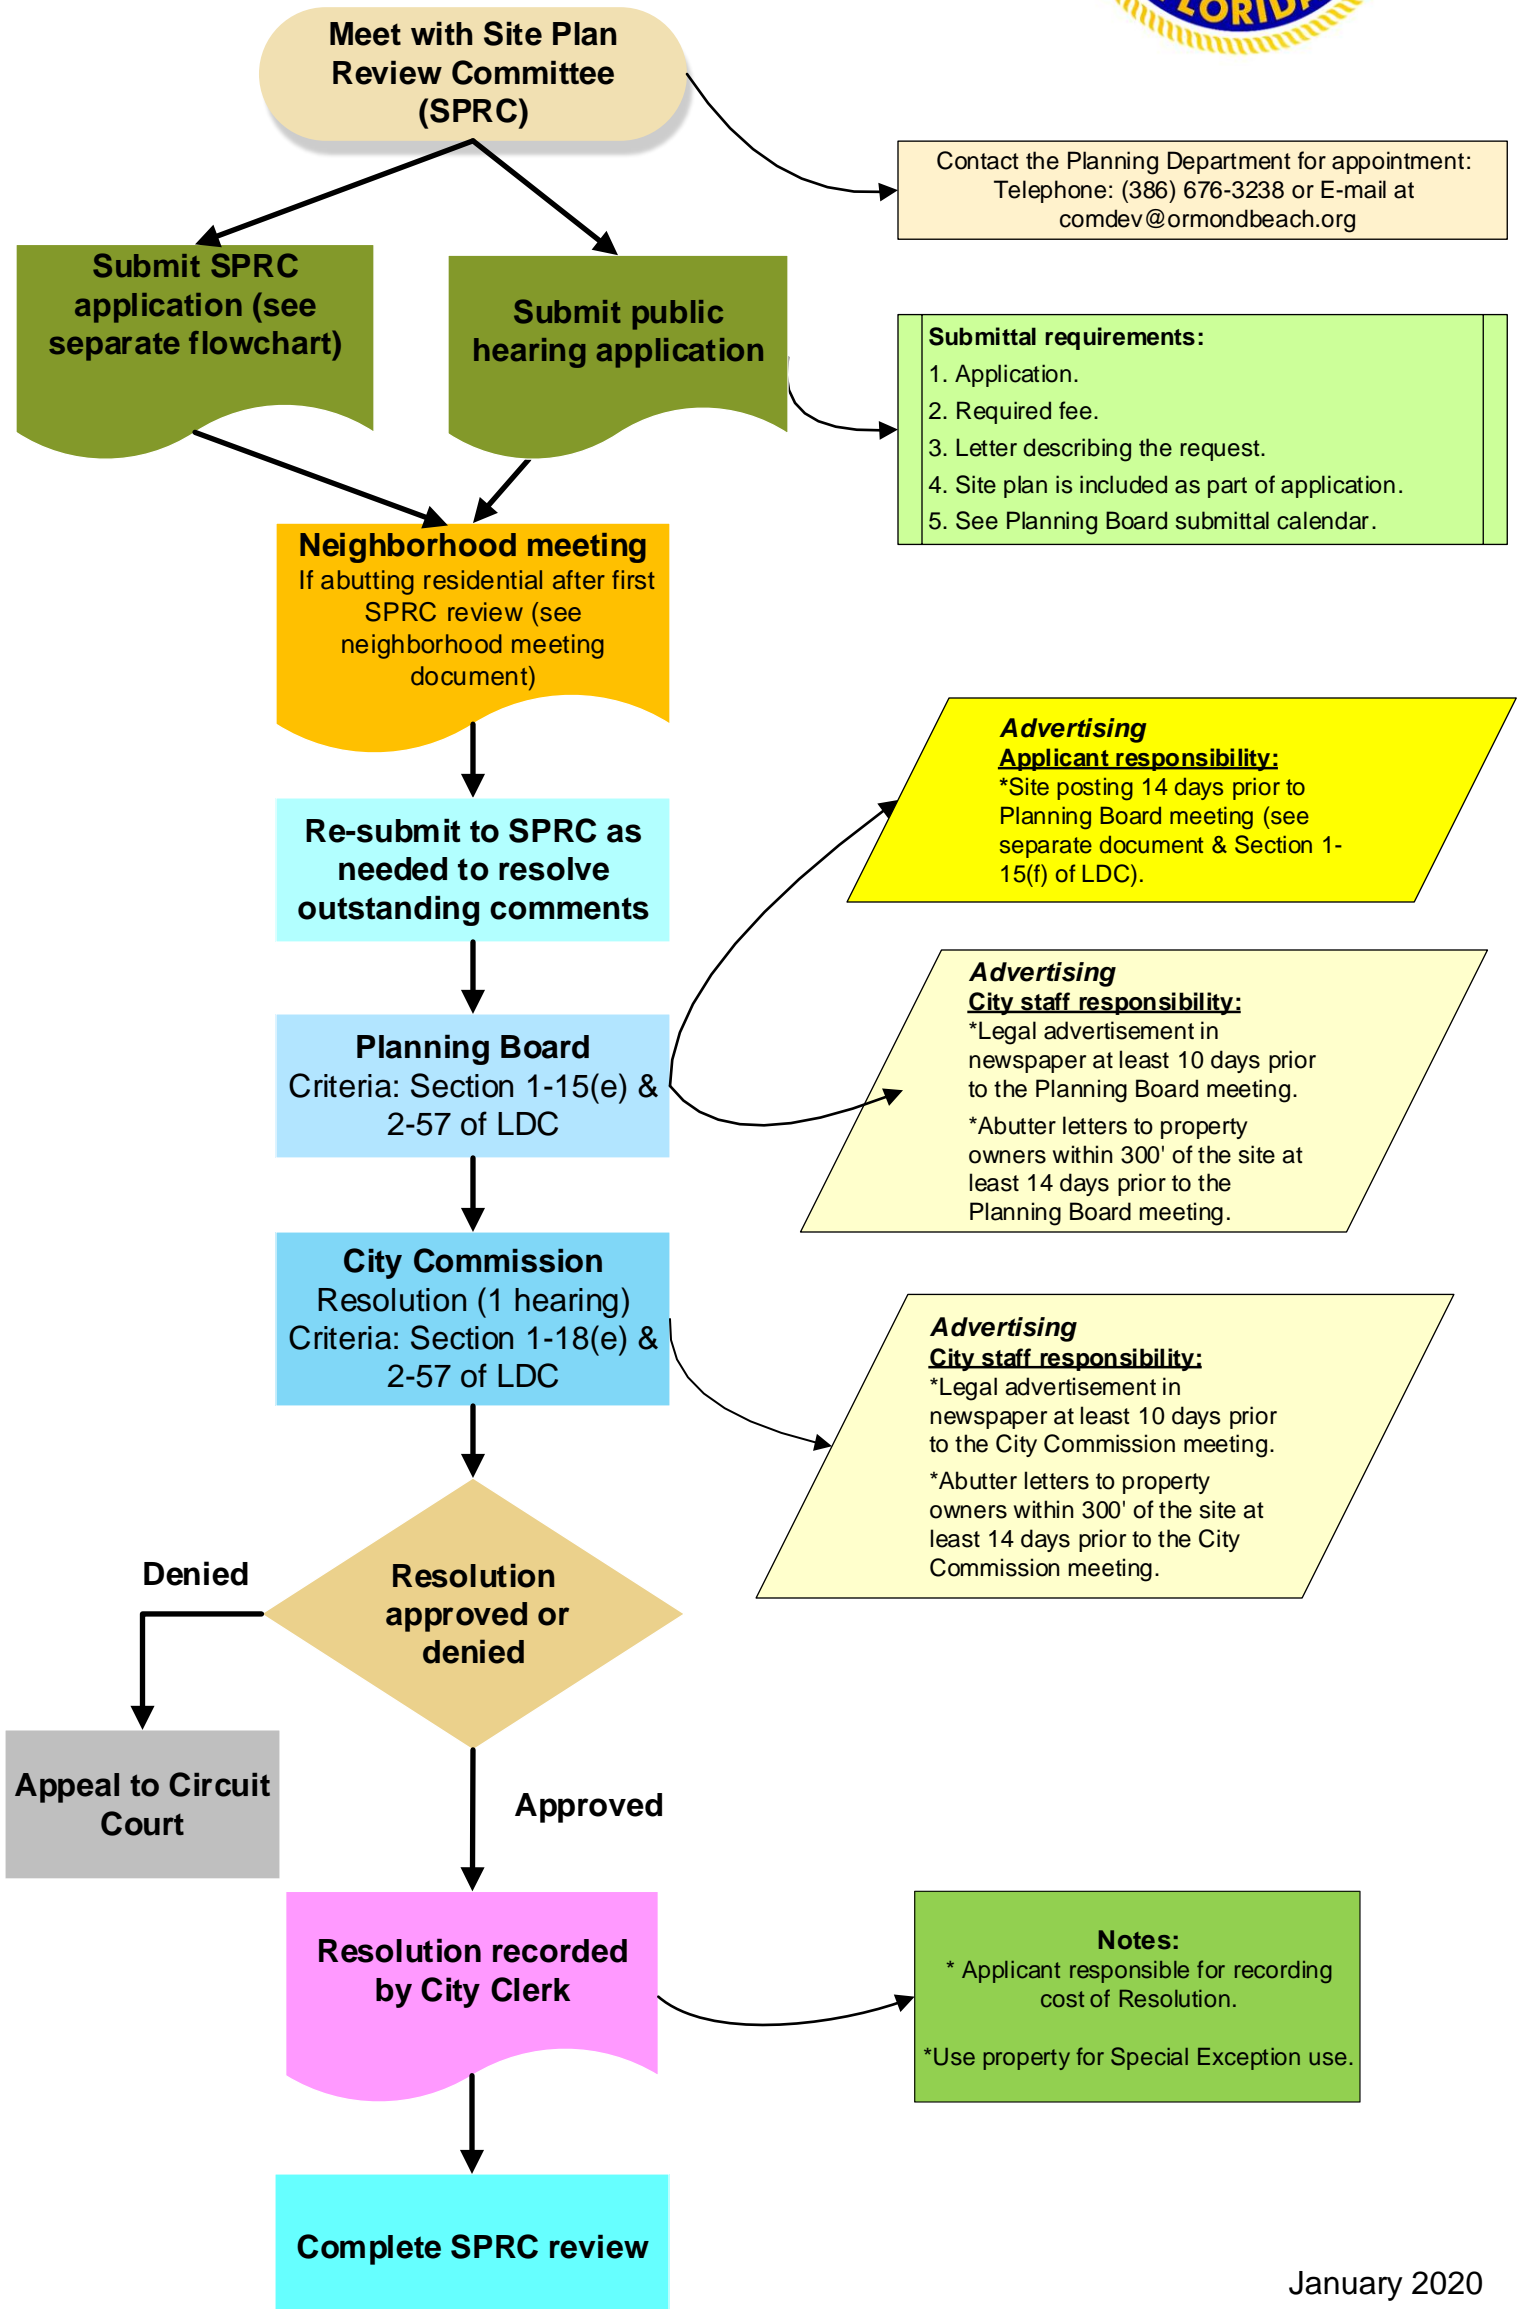 FLORIDA
Meet with Site Plan
Review Committee
(SPRC)
Contact the Planning Department for appointment:
Telephone: (386) 676-3238 or E-mail at
comdev@ormondbeach.org
Submit SPRC
application (see
separate flowchart)
Submit public
hearing application
Submittal requirements:
1. Application.
2. Required fee.
3. Letter describing the request.
4. Site plan is included as part of application.
5. See Planning Board submittal calendar.
Neighborhood meeting
If abutting residential after first
SPRC review (see
neighborhood meeting
document)
Advertising
Applicant responsibility:
*Site posting 14 days prior to
Planning Board meeting (see
separate document & Section 1-
15(f) of LDC).
Re-submit to SPRC as
needed to resolve
outstanding comments
Advertising
City staff responsibility:
*Legal advertisement in
newspaper at least 10 days prior
to the Planning Board meeting.
*Abutter letters to property
owners within 300' of the site at
least 14 days prior to the
Planning Board meeting.
Planning Board
Criteria: Section 1-15(e) &
2-57 of LDC
City Commission
Resolution (1 hearing)
Criteria: Section 1-18(e) &
2-57 of LDC
Advertising
City staff responsibility:
*Legal advertisement in
newspaper at least 10 days prior
to the City Commission meeting.
*Abutter letters to property
owners within 300' of the site at
least 14 days prior to the City
Commission meeting.
Denied
Resolution
approved or
denied
Appeal to Circuit
Court
Approved
Resolution recorded
by City Clerk
Notes:
* Applicant responsible for recording
cost of Resolution.
*Use property for Special Exception use.
Complete SPRC review
January 2020